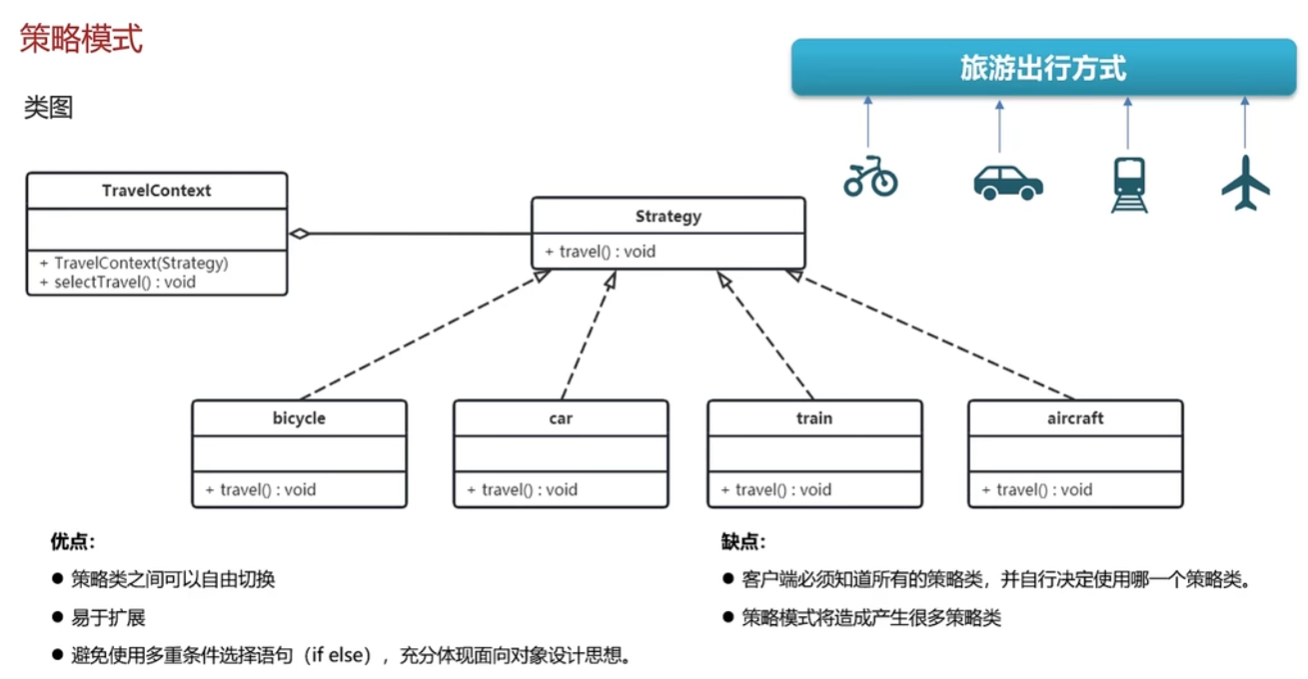 策略模式
旅游出行方式
类图
TravelContext
+ TravelContext(Strategy)
+ selectTravel() : void
Strategy
+ travel() : void
bicycle
+ travel() : void
car
+ travel() : void
train
+ travel() : void
aircraft
+ travel() : void
优点：
● 策略类之间可以自由切换
● 易于扩展
● 避免使用多重条件选择语句（if else），充分体现面向对象设计思想。
缺点：
● 客户端必须知道所有的策略类，并自行决定使用哪一个策略类。
● 策略模式将造成产生很多策略类